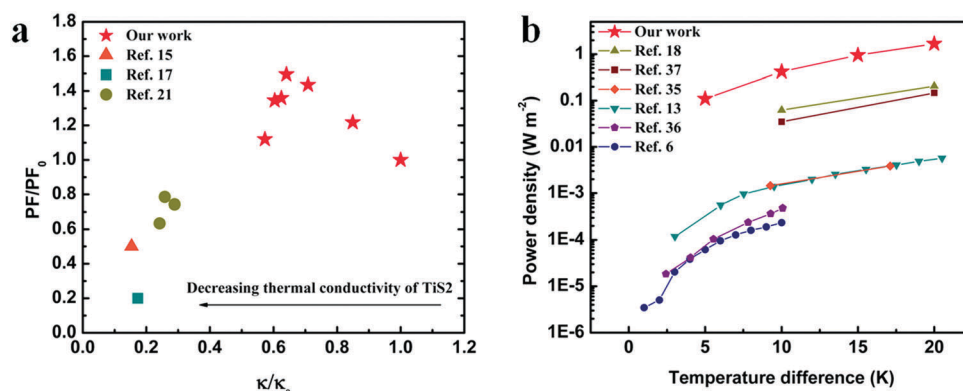 a
1.8
1.6
1.4
1.2
1.0
0.8
0.6
0.4
0.2
0.0
PF/PF0
Our work
Ref. 15
Ref. 17
Ref. 21
Decreasing thermal conductivity of TiS2
0.0 0.2 0.4 0.6 0.8 1.0 1.2
b
Our work
Ref. 18
Ref. 37
Ref. 35
Ref. 13
Ref. 36
Ref. 6
1
0.1
0.01
1E-3
1E-4
1E-5
1E-6
Power density (W m-2)
0 5 10 15 20
Temperature difference (K)